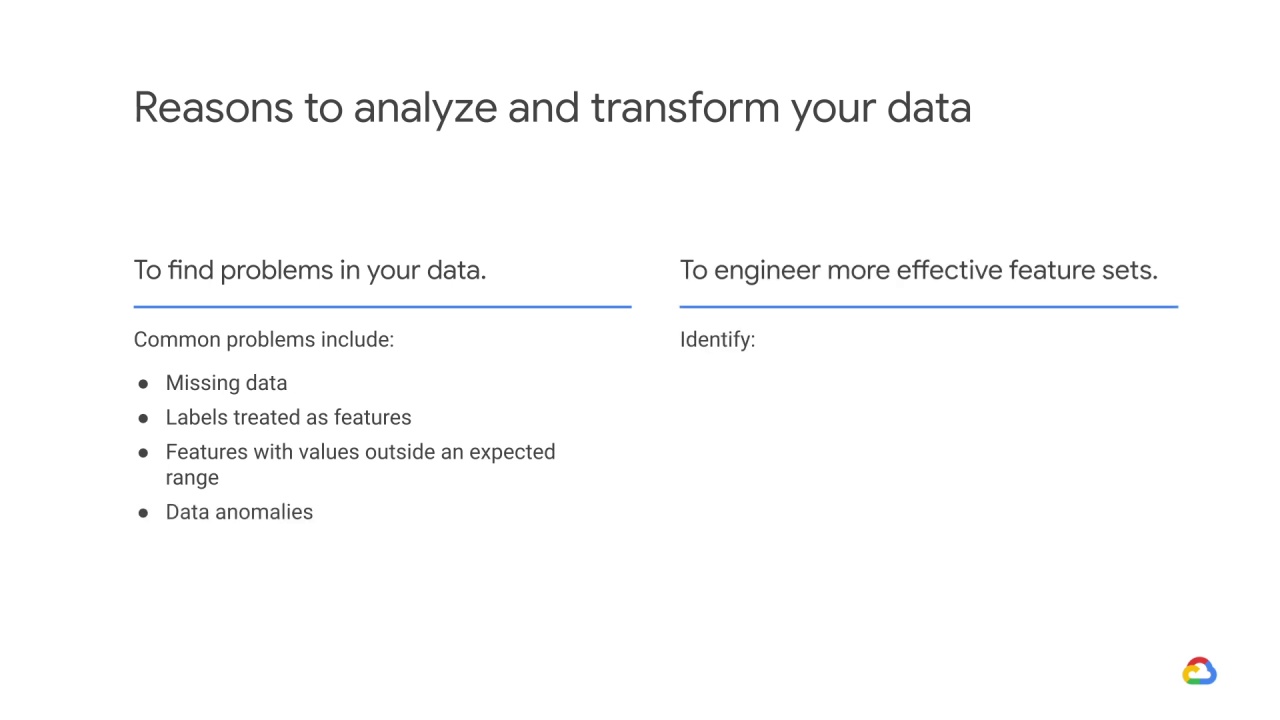 Reasons to analyze and transform your data
To find problems in your data.
Common problems include:
● Missing data
● Labels treated as features
● Features with values outside an expected
range
● Data anomalies
To engineer more effective feature sets.
Identify: